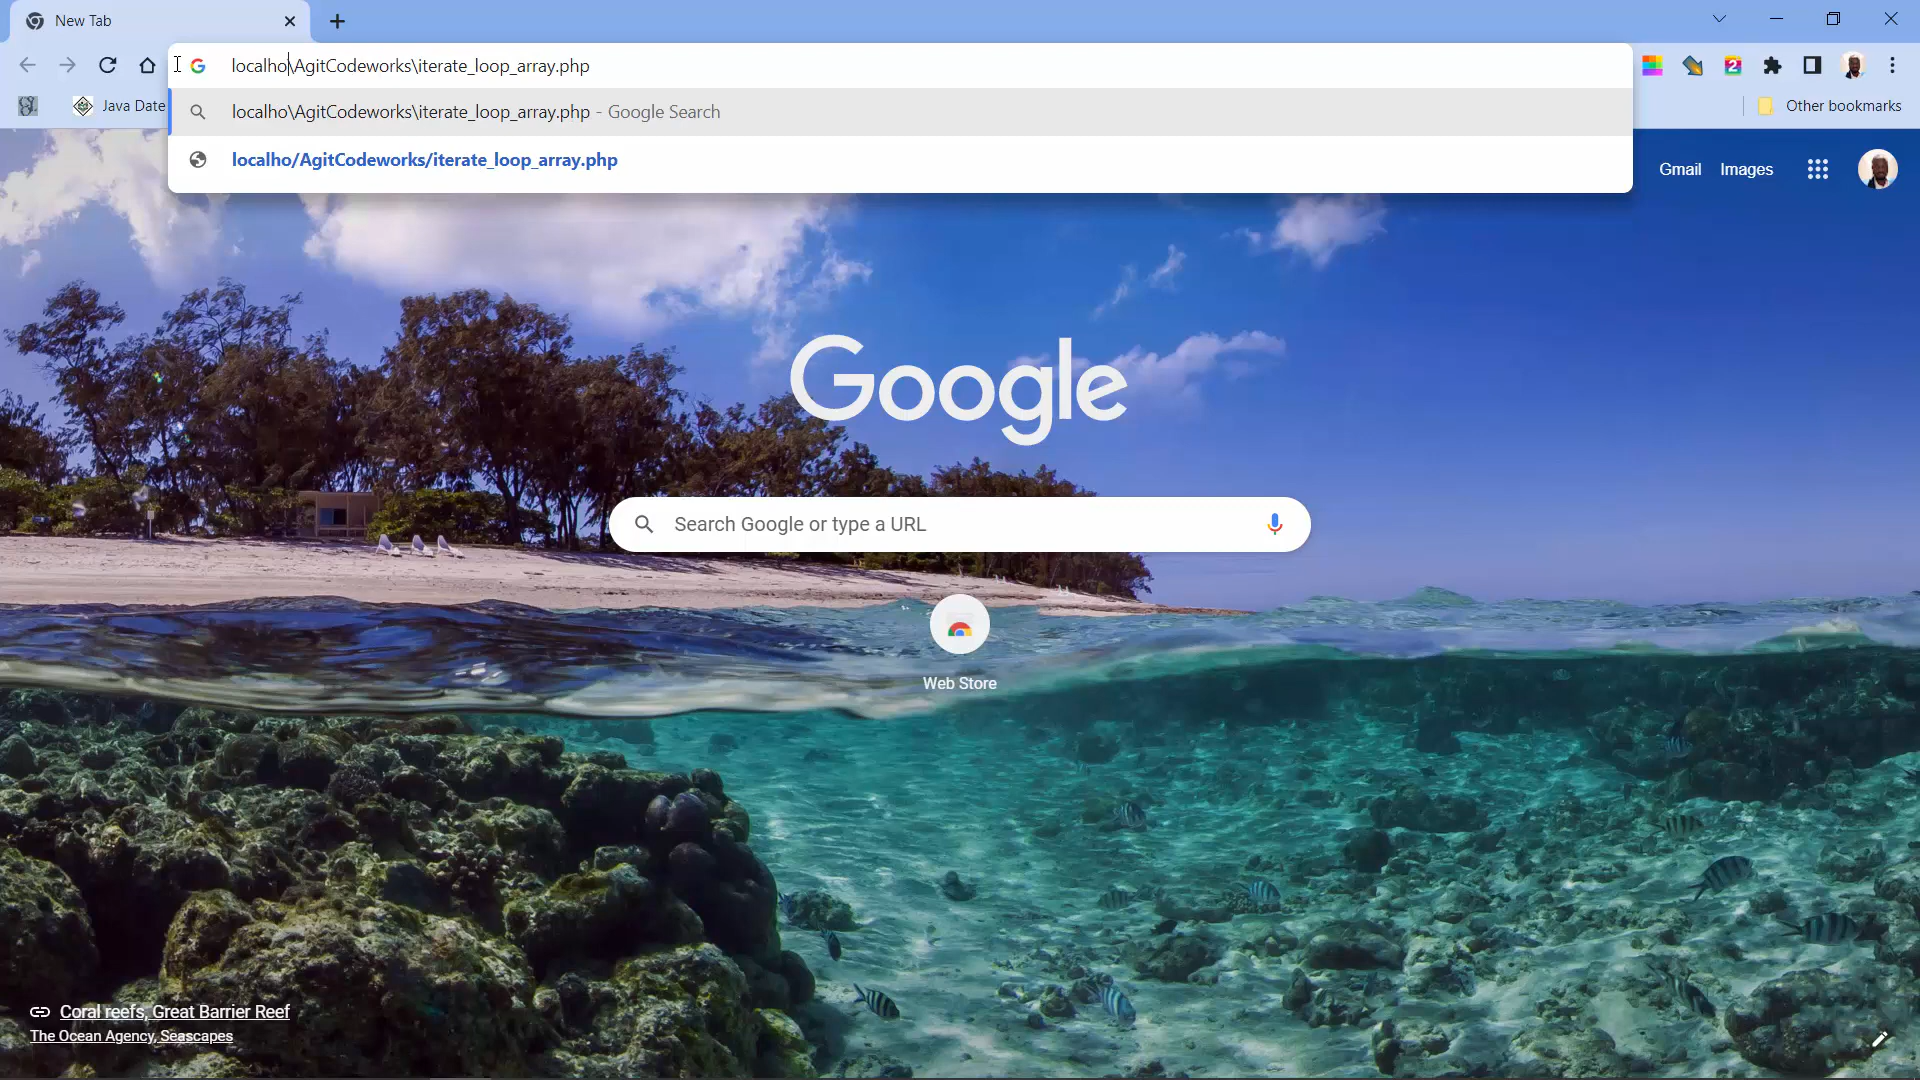 New Tab
localho\AgitCodeworks\iterate_loop_array.php
localho\AgitCodeworks\iterate_loop_array.php - Google Search
localho/AgitCodeworks/iterate_loop_array.php
Java Date
2
Other bookmarks
Gmail
Images
Google
Search Google or type a URL
Web Store
Coral reefs, Great Barrier Reef
The Ocean Agency, Seascapes